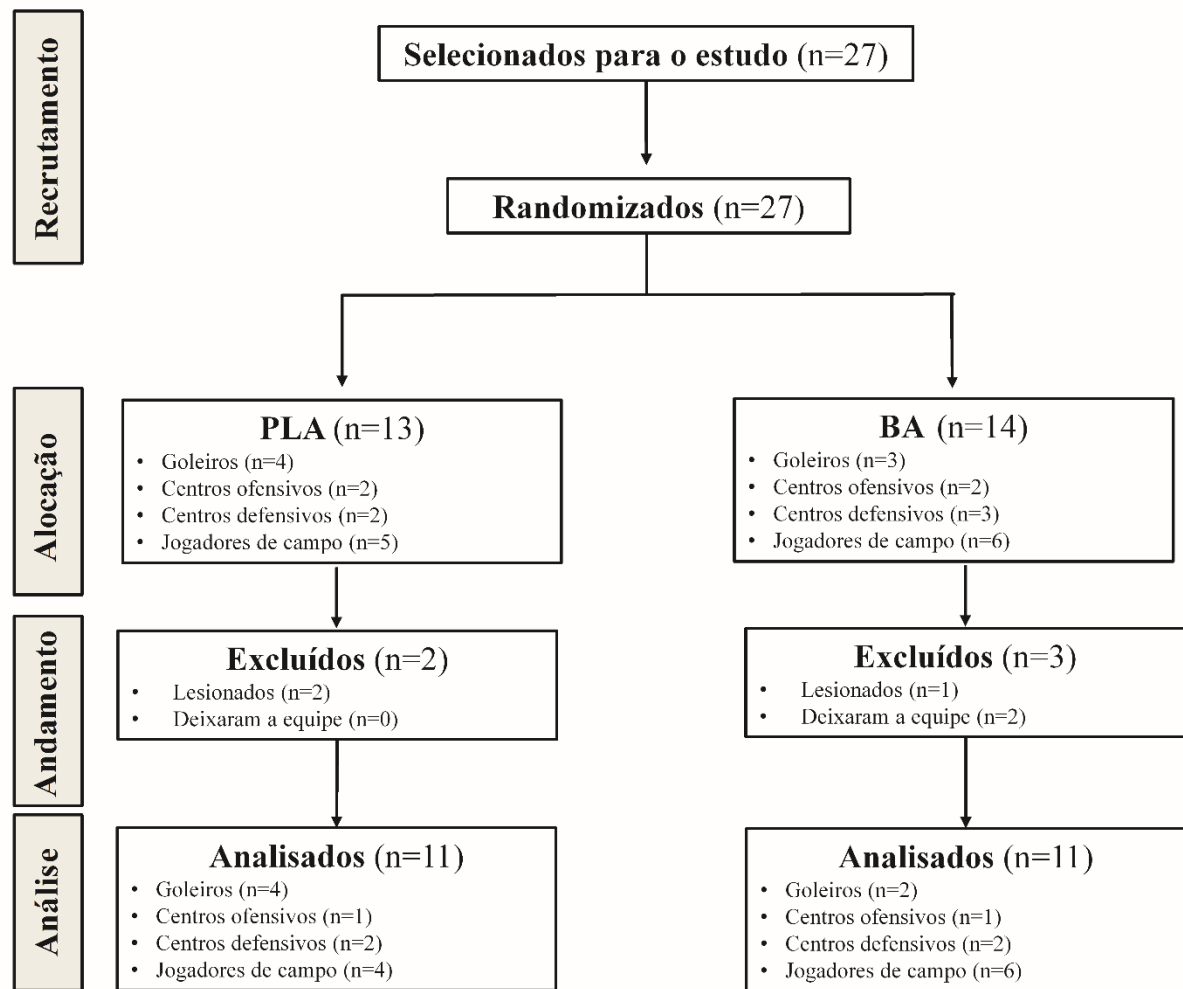 Recrutamento
Selecionados para o estudo (n=27)
Randomizados (n=27)
Alocação
PLA (n=13)
• Goleiros (n=4)
• Centros ofensivos (n=2)
• Centros defensivos (n=2)
• Jogadores de campo (n=5)
BA (n=14)
• Goleiros (n=3)
• Centros ofensivos (n=2)
• Centros defensivos (n=3)
• Jogadores de campo (n=6)
Andamento
Excluídos (n=2)
• Lesionados (n=2)
• Deixaram a equipe (n=0)
Excluídos (n=3)
• Lesionados (n=1)
• Deixaram a equipe (n=2)
Análise
Analisados (n=11)
• Goleiros (n=4)
• Centros ofensivos (n=1)
• Centros defensivos (n=2)
• Jogadores de campo (n=4)
Analisados (n=11)
• Goleiros (n=2)
• Centros ofensivos (n=1)
• Centros defensivos (n=2)
• Jogadores de campo (n=6)